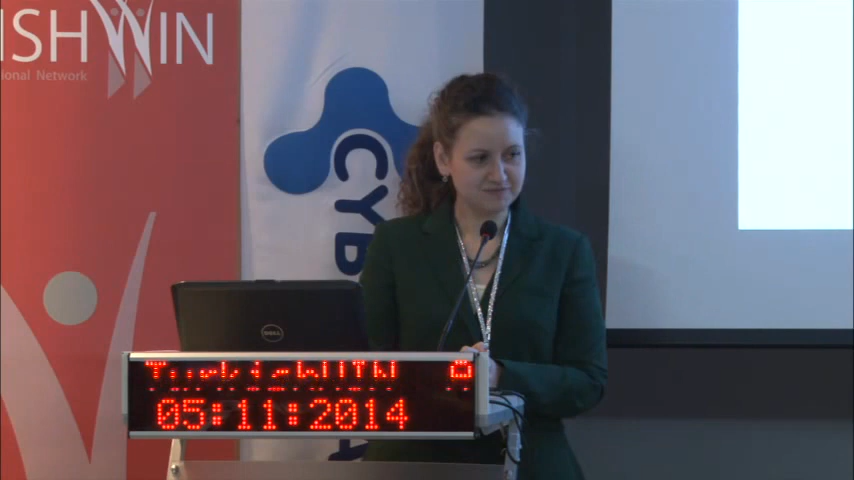 ISHWIN
ional Network
CYB
DELL
TurkishWIN
05:11:2014